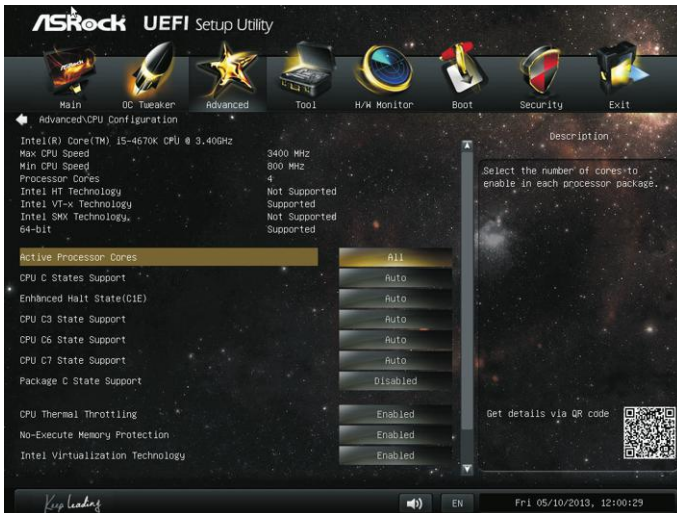 ASRock UEFI Setup Utility
Main OC Tweaker Advanced Tool H/W Monitor Boot Security Exit
Advanced\CPU Configuration
Description
Intel(R) Core(TM) i5-4670K CPU @ 3.40GHz
Max CPU Speed 3400 MHz
Min CPU Speed 800 MHz
Processor Cores 4
Intel HT Technology Not Supported
Intel VT-x Technology Supported
Intel SMX Technology Not Supported
64-bit Supported
Select the number of cores to
enable in each processor package.
Active Processor Cores All
CPU C States Support Auto
Enhanced Halt State(C1E) Auto
CPU C3 State Support Auto
CPU C6 State Support Auto
CPU C7 State Support Auto
Package C State Support Disabled
CPU Thermal Throttling Enabled
No-Execute Memory Protection Enabled
Intel Virtualization Technology Enabled
Get details via QR code
Keep Leading
EN
Fri 05/10/2013, 12:00:29